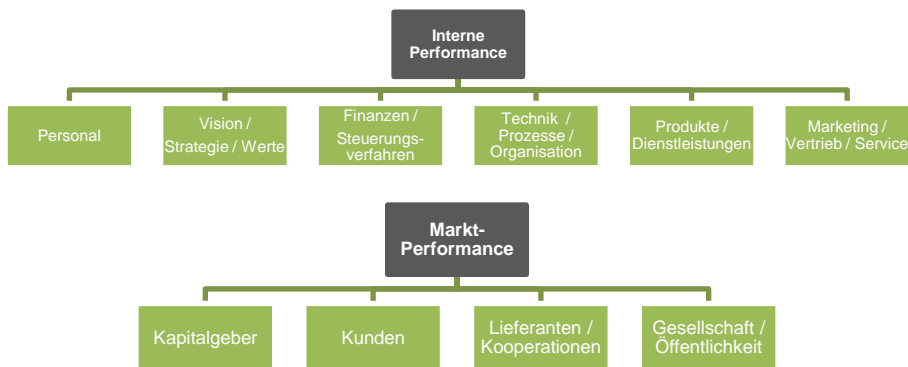 Interne
Performance
Personal
Vision /
Strategie / Werte
Finanzen /
Steuerungs-
verfahren
Technik /
Prozesse /
Organisation
Produkte /
Dienstleistungen
Marketing /
Vertrieb / Service
Markt-
Performance
Kapitalgeber
Kunden
Lieferanten /
Kooperationen
Gesellschaft /
Öffentlichkeit